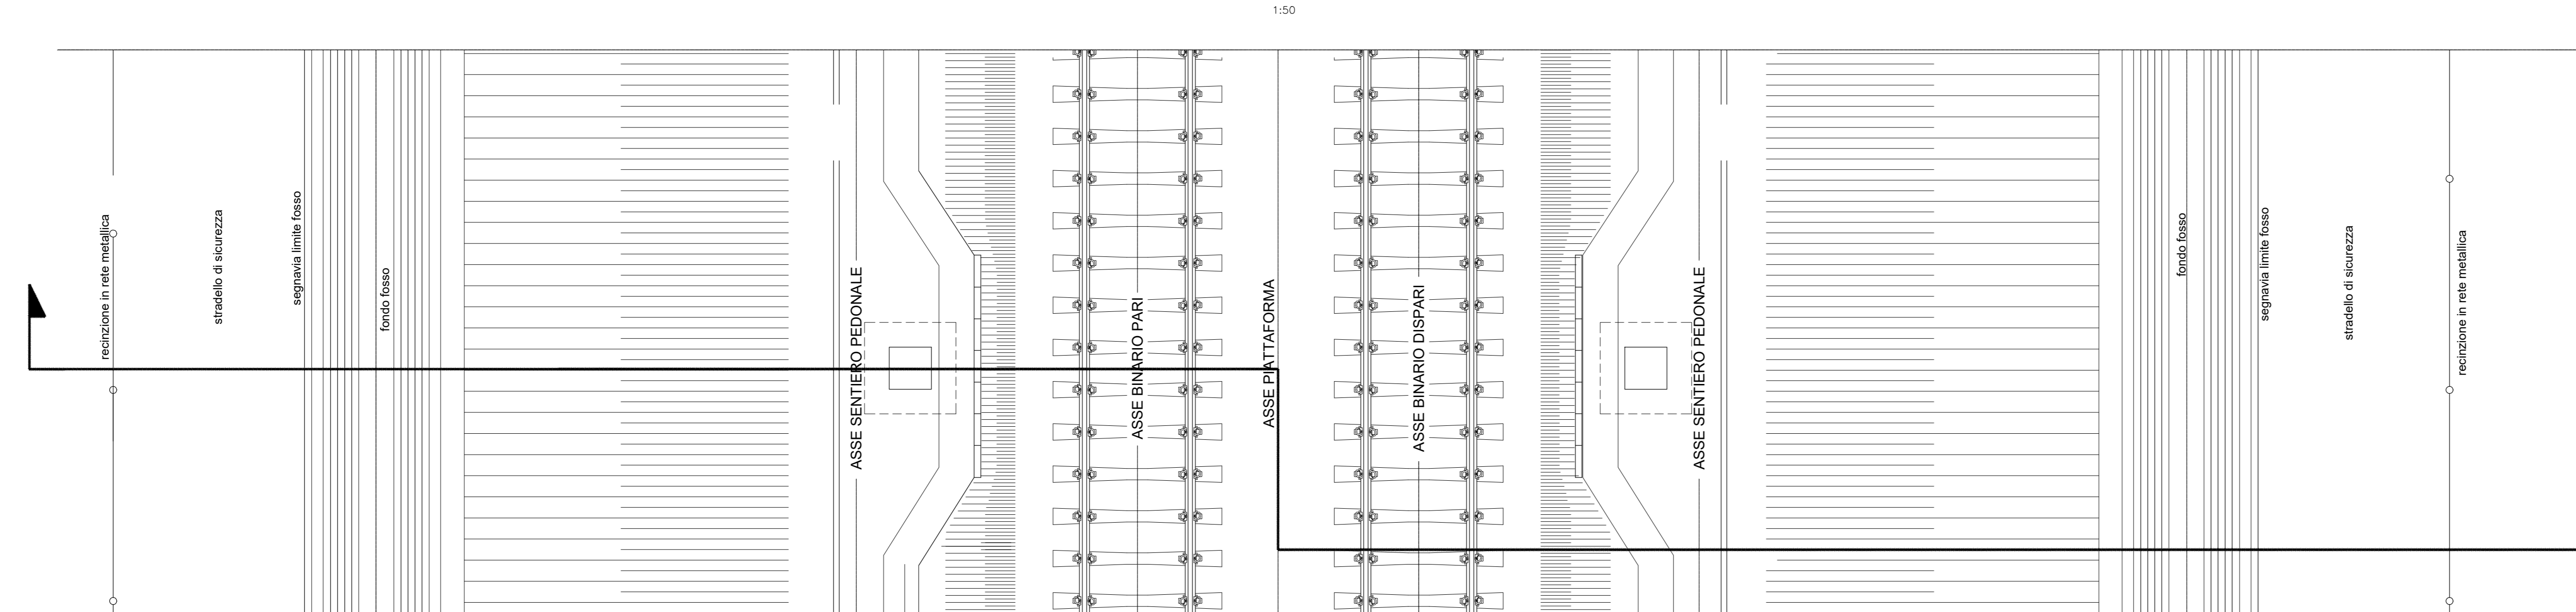 1:50
recinzione in rete metallica
stradello di sicurezza
segnavia limite fosso
fondo fosso
ASSE SENTIERO PEDONALE
ASSE BINARIO PARI
ASSE PIATTAFORMA
ASSE BINARIO DISPARI
ASSE SENTIERO PEDONALE
fondo fosso
segnavia limite fosso
stradello di sicurezza
recinzione in rete metallica